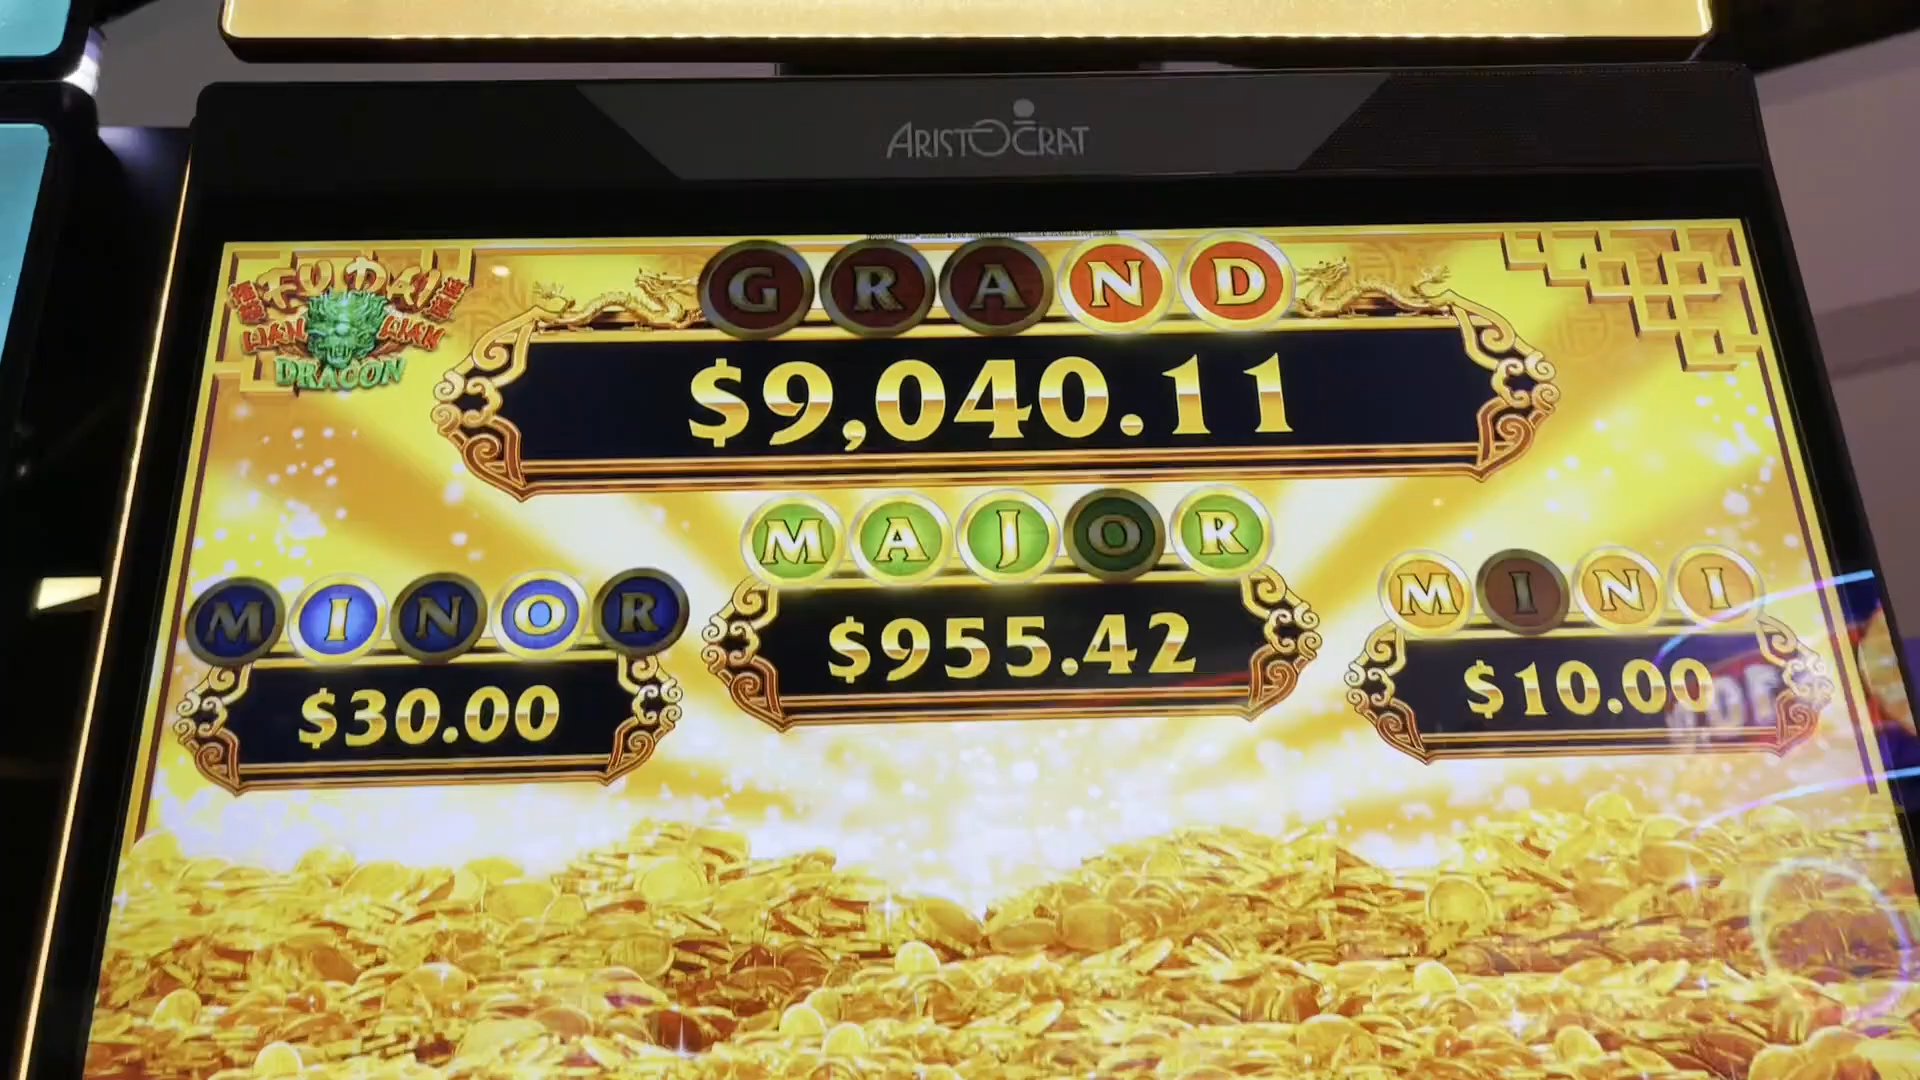 ARISTOCRAT
GRAND
FU DAI
LIAN LIAN
DRAGON
$9,040.11
MAJOR
$955.42
MINOR
$30.00
MINI
$10.00